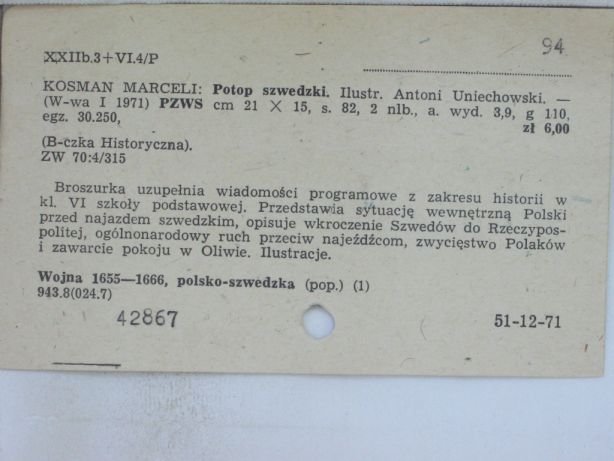 XXIIb.3+VI.4/P
94
KOSMAN MARCELI: Potop szwedzki. Ilustr. Antoni Uniechowski. —
(W-wa I 1971) PZWS cm 21 X 15, s. 82, 2 nlb., a. wyd. 3,9, g 110,
egz. 30.250, zł 6,00
(B-czka Historyczna).
ZW 70:4/315
Broszurka uzupełnia wiadomości programowe z zakresu historii w
kl. VI szkoły podstawowej. Przedstawia sytuację wewnętrzną Polski
przed najazdem szwedzkim, opisuje wkroczenie Szwedów do Rzeczypos-
politej, ogólnonarodowy ruch przeciw najeźdźcom, zwycięstwo Polaków
i zawarcie pokoju w Oliwie. Ilustracje.
Wojna 1655—1666, polsko-szwedzka (pop.) (1)
943.8(024.7)
42867
51-12-71